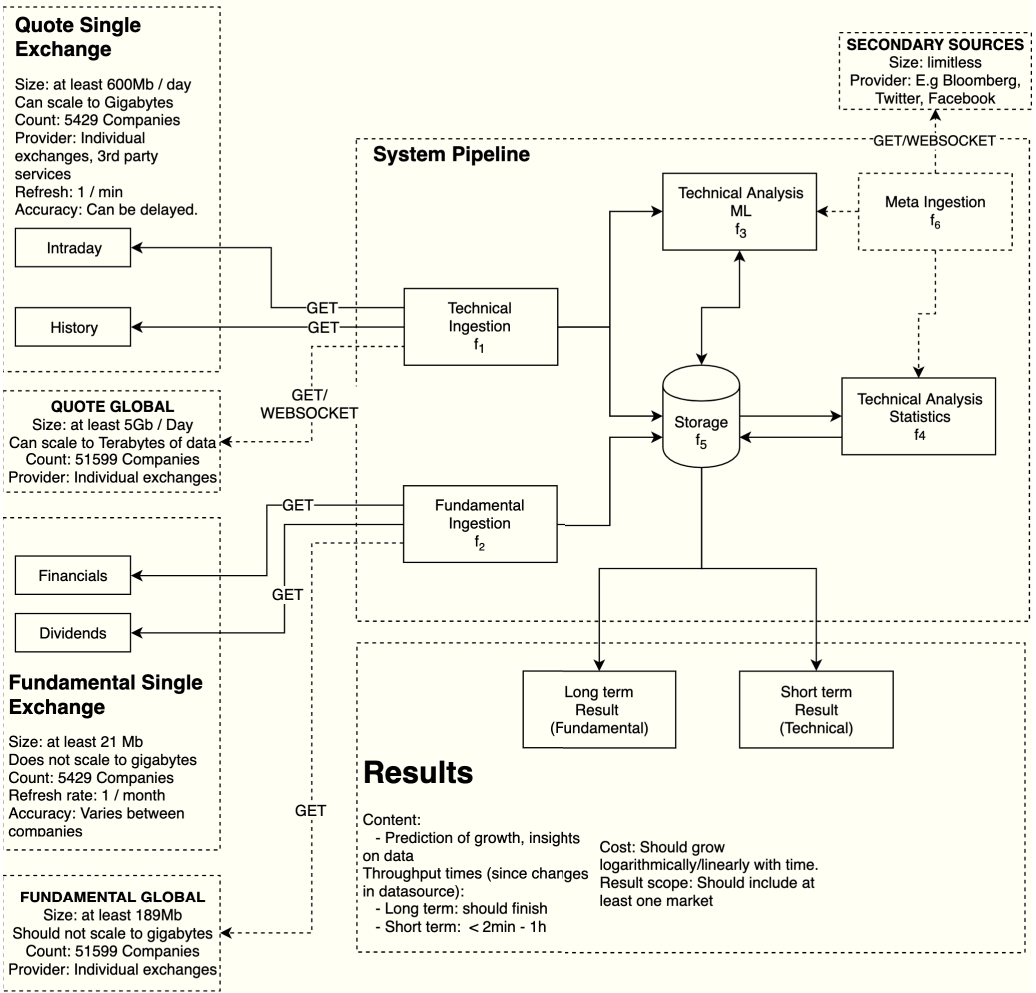 Quote Single
Exchange
Size: at least 600Mb / day
Can scale to Gigabytes
Count: 5429 Companies
Provider: Individual
exchanges, 3rd party
services
Refresh: 1 / min
Accuracy: Can be delayed.
Intraday
History
QUOTE GLOBAL
Size: at least 5Gb / Day
Can scale to Terabytes of data
Count: 51599 Companies
Provider: Individual exchanges
Financials
Dividends
Fundamental Single
Exchange
Size: at least 21 Mb
Does not scale to gigabytes
Count: 5429 Companies
Refresh rate: 1 / month
Accuracy: Varies between
companies
FUNDAMENTAL GLOBAL
Size: at least 189Mb
Should not scale to gigabytes
Count: 51599 Companies
Provider: Individual exchanges
GET
GET
GET/
WEBSOCKET
GET
GET
GET
System Pipeline
Technical
Ingestion
f1
Fundamental
Ingestion
f2
Technical Analysis
ML
f3
Storage
f5
Technical Analysis
Statistics
f4
Meta Ingestion
f6
GET/WEBSOCKET
SECONDARY SOURCES
Size: limitless
Provider: E.g Bloomberg,
Twitter, Facebook
Long term
Result
(Fundamental)
Short term
Result
(Technical)
Results
Content:
- Prediction of growth, insights
on data
Throughput times (since changes
in datasource):
- Long term: should finish
- Short term: < 2min - 1h
Cost: Should grow
logarithmically/linearly with time.
Result scope: Should include at
least one market